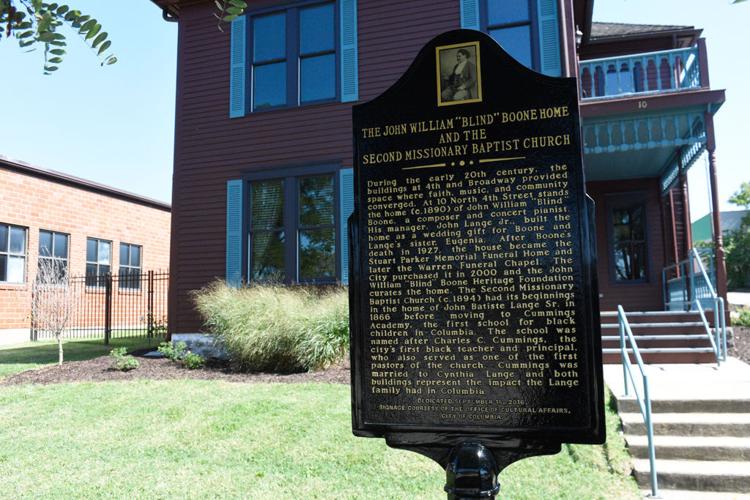 THE JOHN WILLIAM "BLIND" BOONE HOME
AND THE
SECOND MISSIONARY BAPTIST CHURCH
During the early 20th century, the
buildings at 4th and Broadway provided
space where faith, music, and community
converged. At 10 North 4th Street stands
the home (c.1890) of John William "Blind"
Boone, a composer and concert pianist.
His manager, John Lange Jr., built the
home as a wedding gift for Boone and
Lange's sister, Eugenia. After Boone's
death in 1927, the house became the
Stuart Parker Memorial Funeral Home and
later the Warren Funeral Chapel. The
City purchased it in 2000 and the John
William "Blind" Boone Heritage Foundation
curates the home. The Second Missionary
Baptist Church (c.1894) had its beginnings
in the home of John Batiste Lange Sr. in
1866 before moving to Cummings
Academy, the first school for black
children in Columbia. The school was
named after Charles C. Cummings, the
city's first black teacher and principal,
who also served as one of the first
pastors of the church. Cummings was
married to Cynthia Lange and both
buildings represent the impact the Lange
family had in Columbia.
DEDICATED, SEPTEMBER 18, 2016.
SIGNAGE COURTESY OF THE OFFICE OF CULTURAL AFFAIRS,
CITY OF COLUMBIA.
10